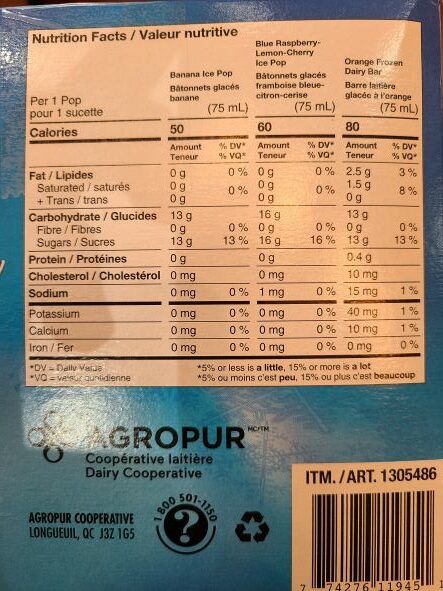 Nutrition Facts / Valeur nutritive
Per 1 Pop
pour 1 sucette
Banana Ice Pop
Bâtonnets glacés
banane
(75 mL)
Blue Raspberry-
Lemon-Cherry
Ice Pop
Bâtonnets glacés
framboise bleue-
citron-cerise
(75 mL)
Orange Frozen
Dairy Bar
Barre laitière
glacée à l'orange
(75 mL)
Calories 50 60 80
Amount % DV* Amount % DV* Amount % DV*
Teneur % VQ* Teneur % VQ* Teneur % VQ*
Fat / Lipides 0 g 0 % 0 g 0 % 2.5 g 3 %
Saturated / saturés 0 g 0 g 1.5 g
+ Trans / trans 0 g 0 % 0 g 0 % 0 g 8 %
Carbohydrate / Glucides 13 g 16 g 13 g
Fibre / Fibres 0 g 0 % 0 g 0 % 0 g 0 %
Sugars / Sucres 13 g 13 % 16 g 16 % 13 g 13 %
Protein / Protéines 0 g 0 g 0.4 g
Cholesterol / Cholestérol 0 mg 0 mg 10 mg
Sodium 0 mg 0 % 1 mg 0 % 15 mg 1 %
Potassium 0 mg 0 % 0 mg 0 % 40 mg 1 %
Calcium 0 mg 0 % 0 mg 0 % 10 mg 1 %
Iron / Fer 0 mg 0 % 0 mg 0 % 0 mg 0 %
*DV = Daily Value *5% or less is a little, 15% or more is a lot
*VQ = valeur quotidienne *5% ou moins c'est peu, 15% ou plus c'est beaucoup
AGROPUR MC/TM
Coopérative laitière
Dairy Cooperative
AGROPUR COOPERATIVE
LONGUEUIL, QC J3Z 1G5
1 800 501-1150
?
ITM. / ART. 1305486
7 74276 11945 1